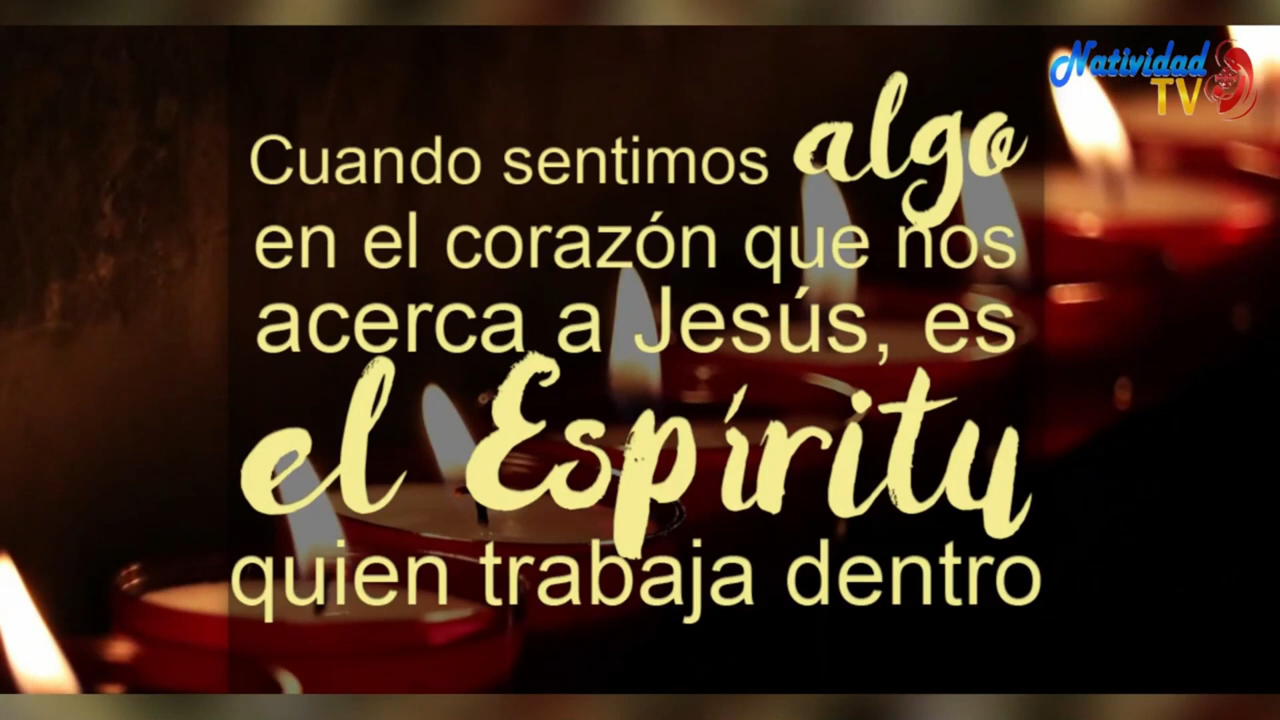 Natividad
TV
Cuando sentimos algo
en el corazón que nos
acerca a Jesús, es
el Espíritu
quien trabaja dentro